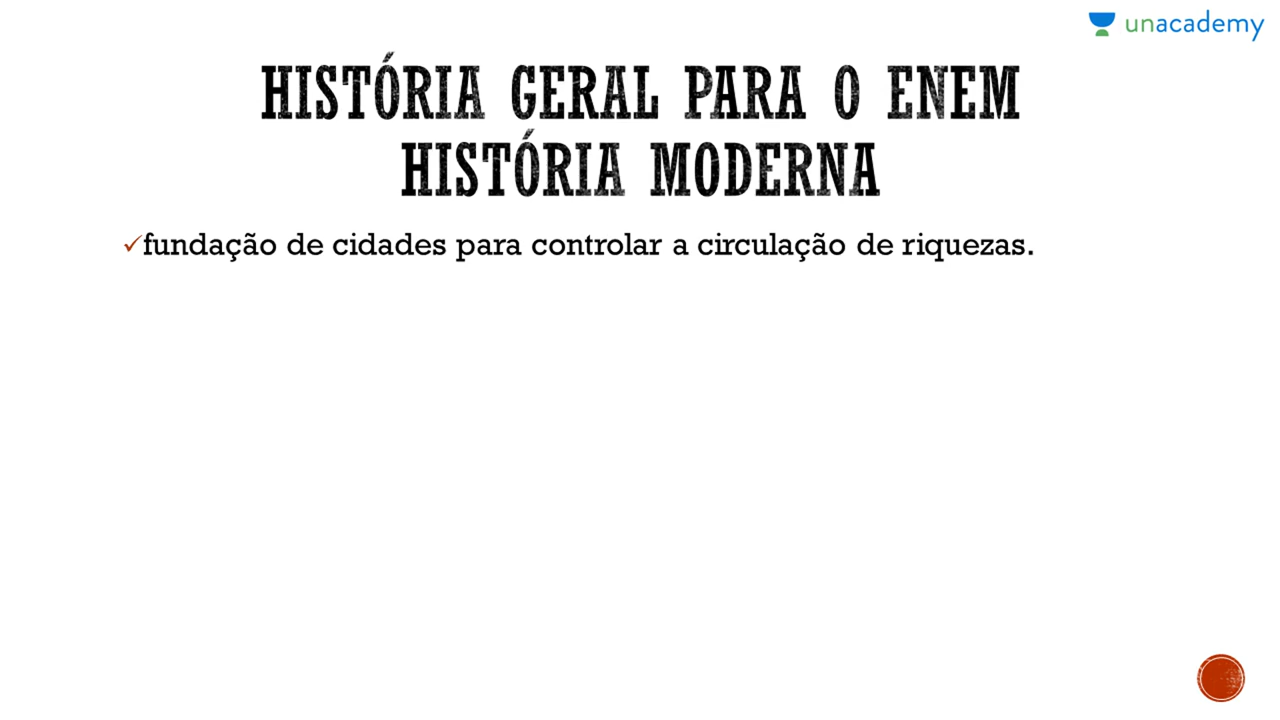 unacademy
HISTÓRIA GERAL PARA O ENEM
HISTÓRIA MODERNA
✓fundação de cidades para controlar a circulação de riquezas.